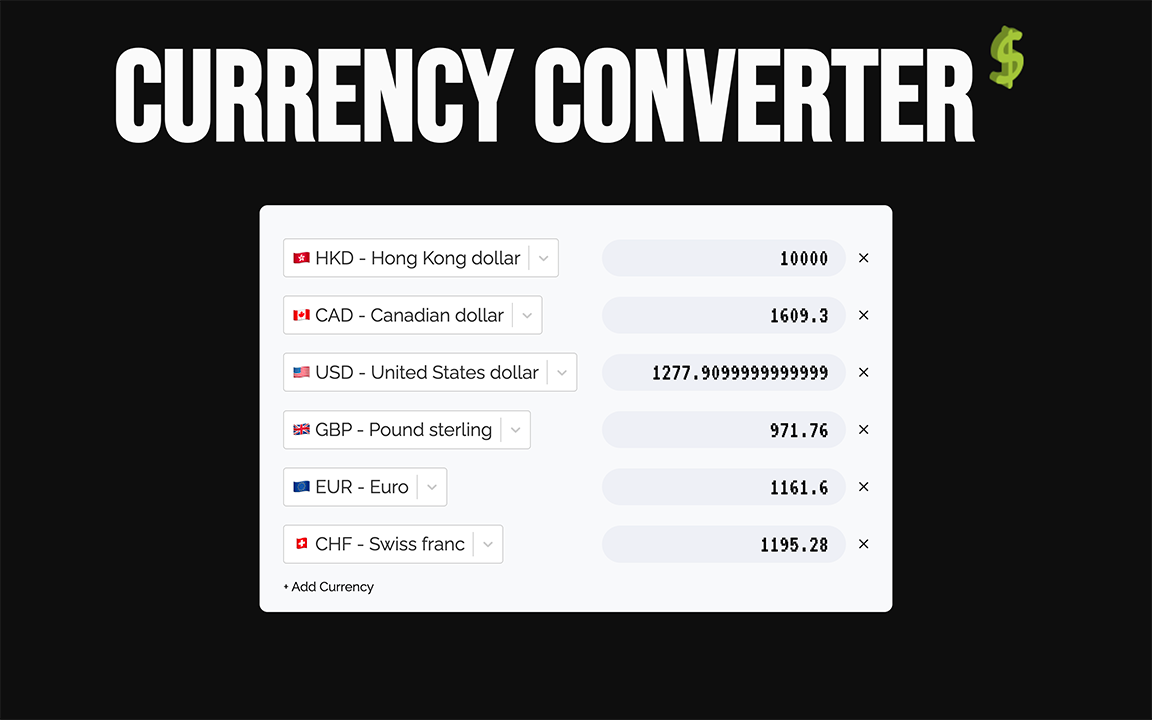 CURRENCY CONVERTER $
HKD - Hong Kong dollar 10000 ×
CAD - Canadian dollar 1609.3 ×
USD - United States dollar 1277.9099999999999 ×
GBP - Pound sterling 971.76 ×
EUR - Euro 1161.6 ×
CHF - Swiss franc 1195.28 ×
+ Add Currency